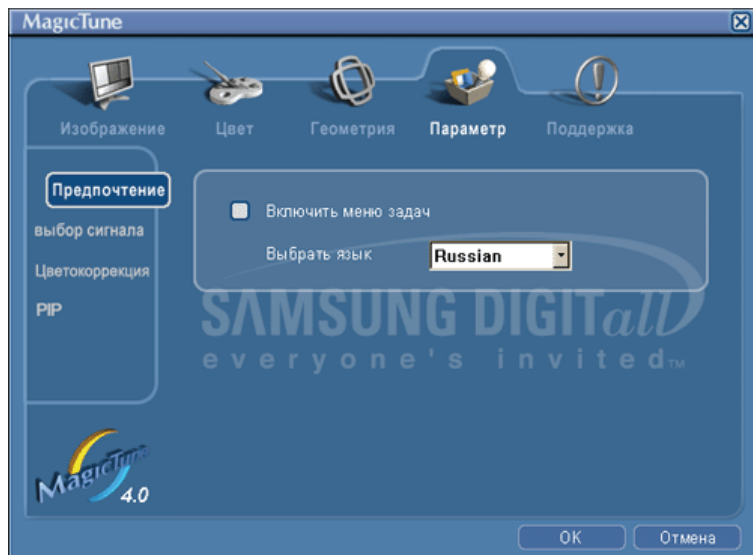 MagicTune
Изображение Цвет Геометрия Параметр Поддержка
Предпочтение
выбор сигнала
Цветокоррекция
PIP
Включить меню задач
Выбрать язык Russian
SAMSUNG DIGITall
everyone's invited™
MagicTune
4.0
OK Отмена